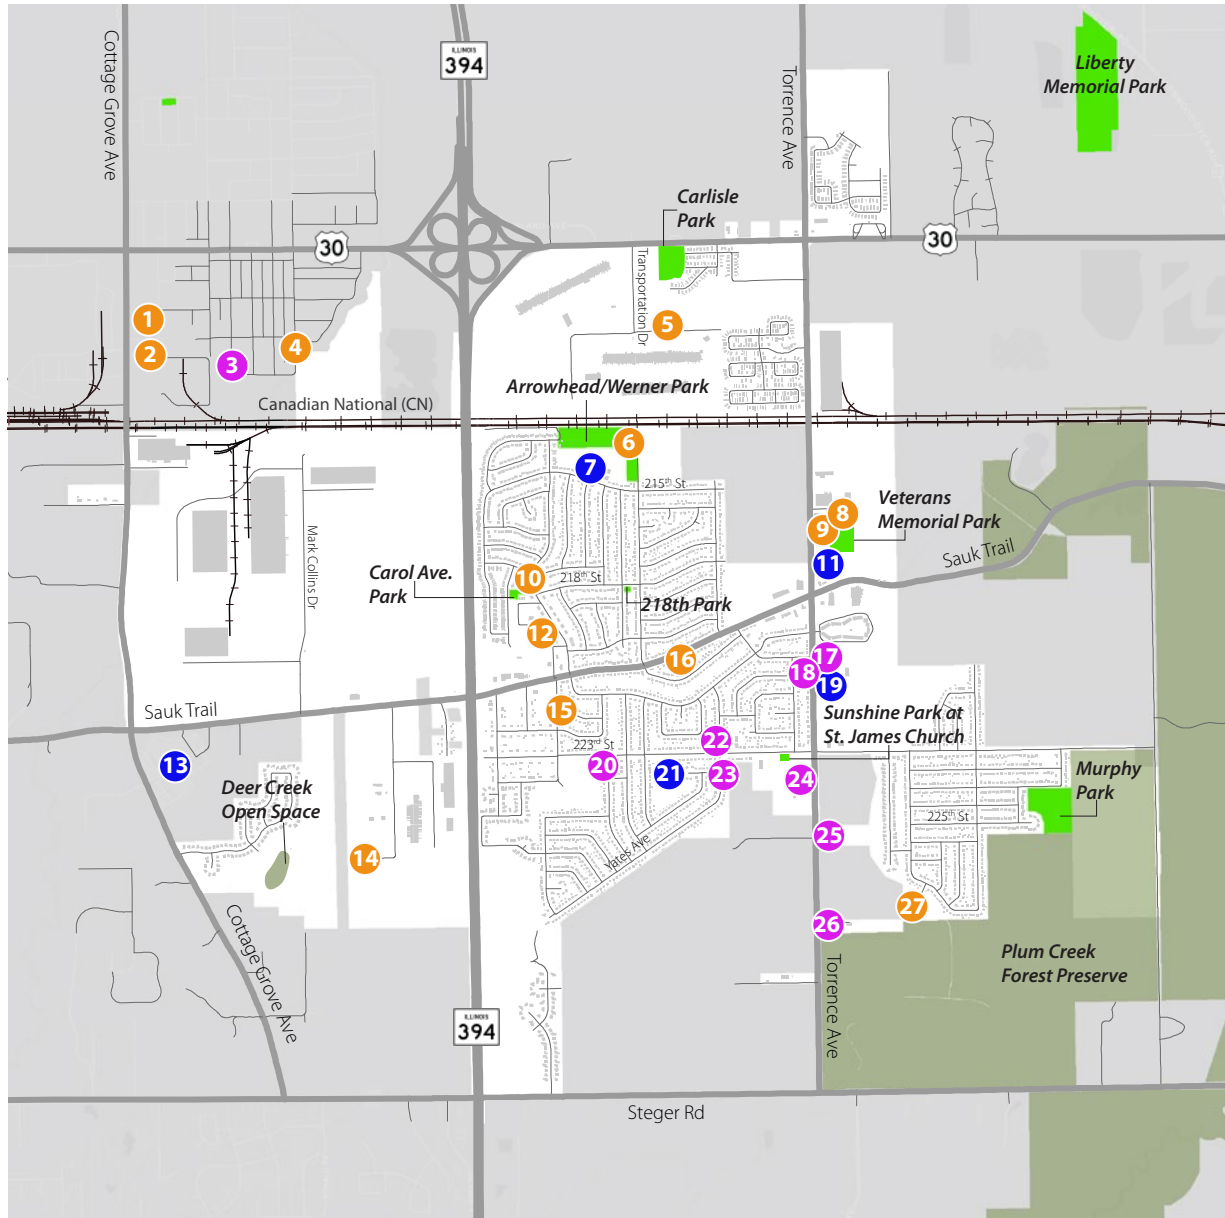 Cottage Grove Ave
ILLINOIS
394
Torrence Ave
Liberty
Memorial Park
Carlisle
Park
30
30
Transportation Dr
1
2
3
4
5
Arrowhead/Werner Park
Canadian National (CN)
6
7
215th St
8
9
Veterans
Memorial Park
Sauk Trail
Mark Collins Dr
11
Carol Ave.
Park
10
218th St
218th Park
12
16
17
18
19
Sauk Trail
15
Sunshine Park at
St. James Church
223rd St
22
13
20
21
23
24
Murphy
Park
Deer Creek
Open Space
225th St
25
Yates Ave
14
27
26
Cottage Grove Ave
Plum Creek
Forest Preserve
Torrence Ave
ILLINOIS
394
Steger Rd